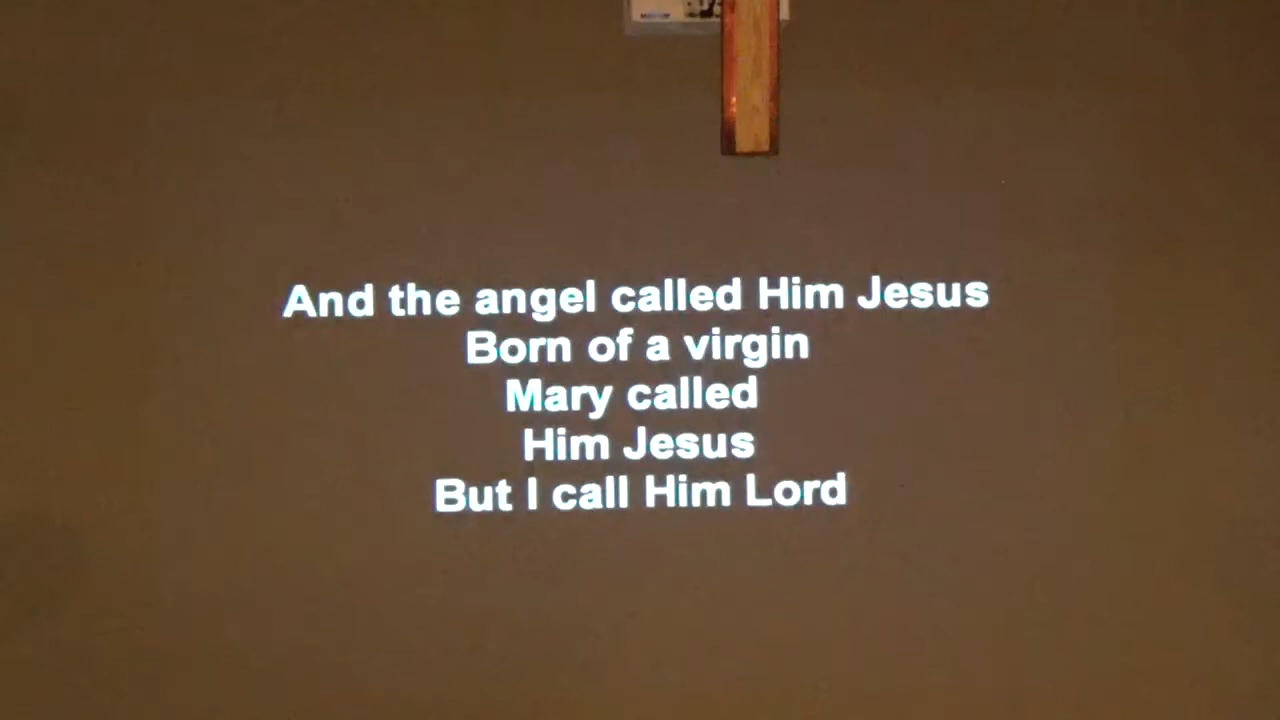 And the angel called Him Jesus
Born of a virgin
Mary called
Him Jesus
But I call Him Lord